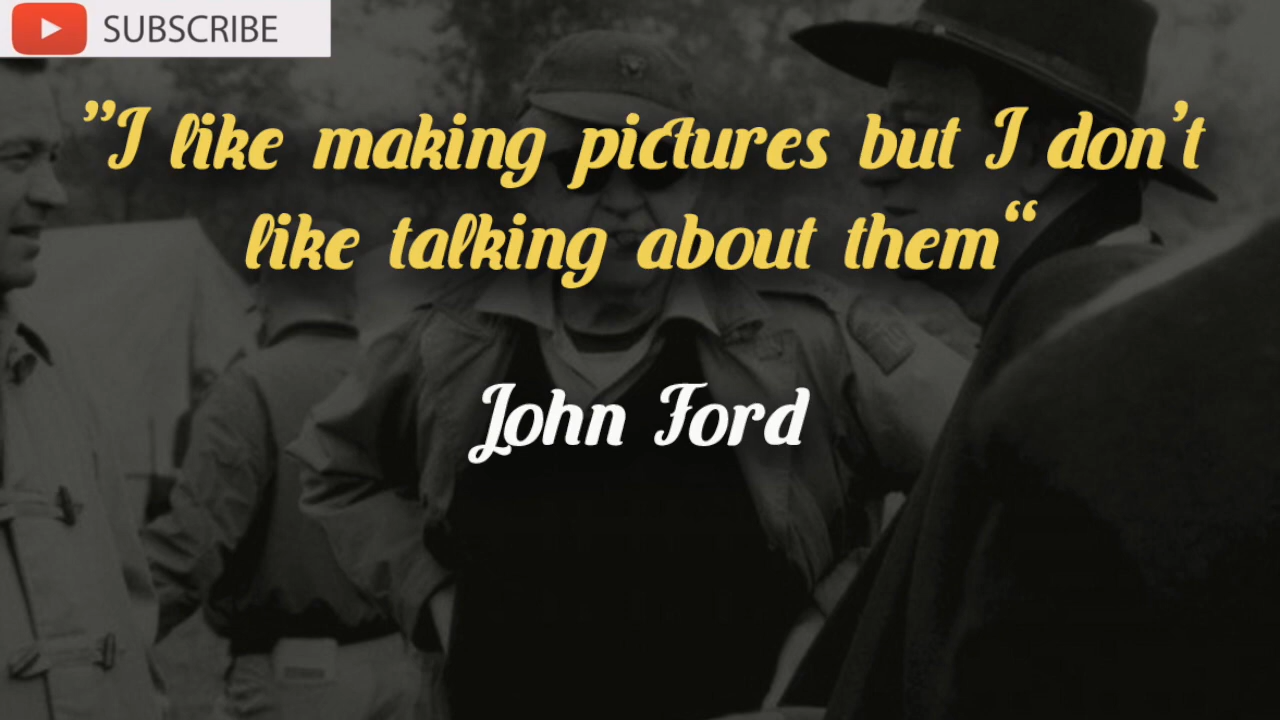 SUBSCRIBE
”I like making pictures but I don’t
like talking about them“
John Ford